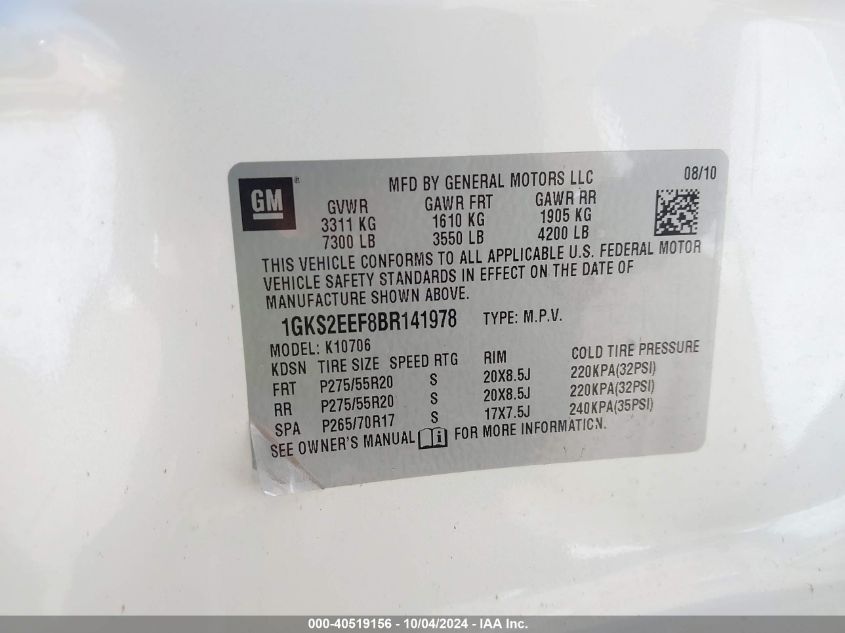 GM
MFD BY GENERAL MOTORS LLC 08/10
GVWR GAWR FRT GAWR RR
3311 KG 1610 KG 1905 KG
7300 LB 3550 LB 4200 LB
THIS VEHICLE CONFORMS TO ALL APPLICABLE U.S. FEDERAL MOTOR
VEHICLE SAFETY STANDARDS IN EFFECT ON THE DATE OF
MANUFACTURE SHOWN ABOVE.
1GKS2EEF8BR141978 TYPE: M.P.V.
MODEL: K10706
KDSN TIRE SIZE SPEED RTG RIM COLD TIRE PRESSURE
FRT P275/55R20 S 20X8.5J 220KPA(32PSI)
RR P275/55R20 S 20X8.5J 220KPA(32PSI)
SPA P265/70R17 S 17X7.5J 240KPA(35PSI)
SEE OWNER'S MANUAL FOR MORE INFORMATION.
000-40519156 - 10/04/2024 - IAA Inc.